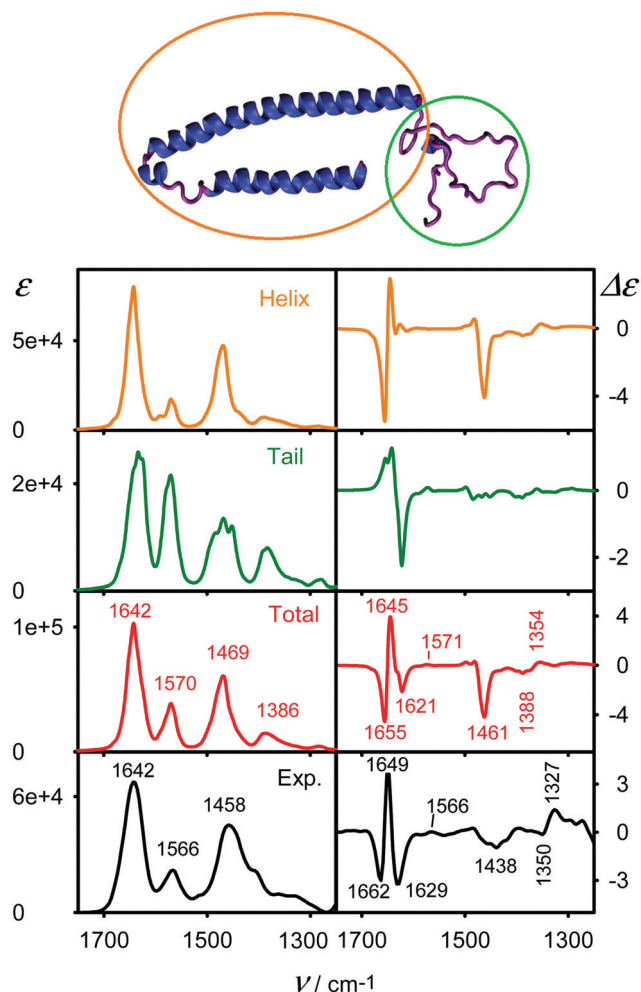 ε
Δε
Helix
5e+4
0
0
-4
Tail
2e+4
0
0
-2
1642
Total
1e+5
1570
1469
1386
0
1645
1571
1354
4
0
1655
1621
1461
1388
-4
1642
Exp.
6e+4
1566
1458
0
1649
1566
1327
3
0
1662
1629
1438
1350
-3
1700 1500 1300 1700 1500 1300
ν / cm-1